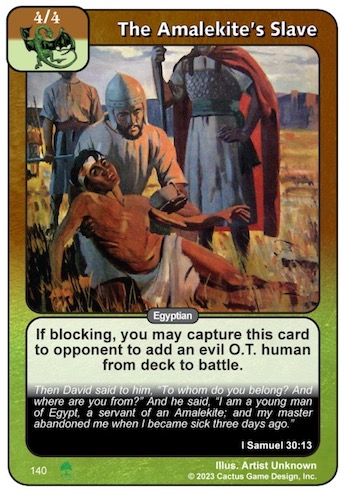 4/4
The Amalekite's Slave
Egyptian
If blocking, you may capture this card
to opponent to add an evil O.T. human
from deck to battle.
Then David said to him, "To whom do you belong? And
where are you from?" And he said, "I am a young man
of Egypt, a servant of an Amalekite; and my master
abandoned me when I became sick three days ago."
I Samuel 30:13
Illus. Artist Unknown
140
© 2023 Cactus Game Design, Inc.